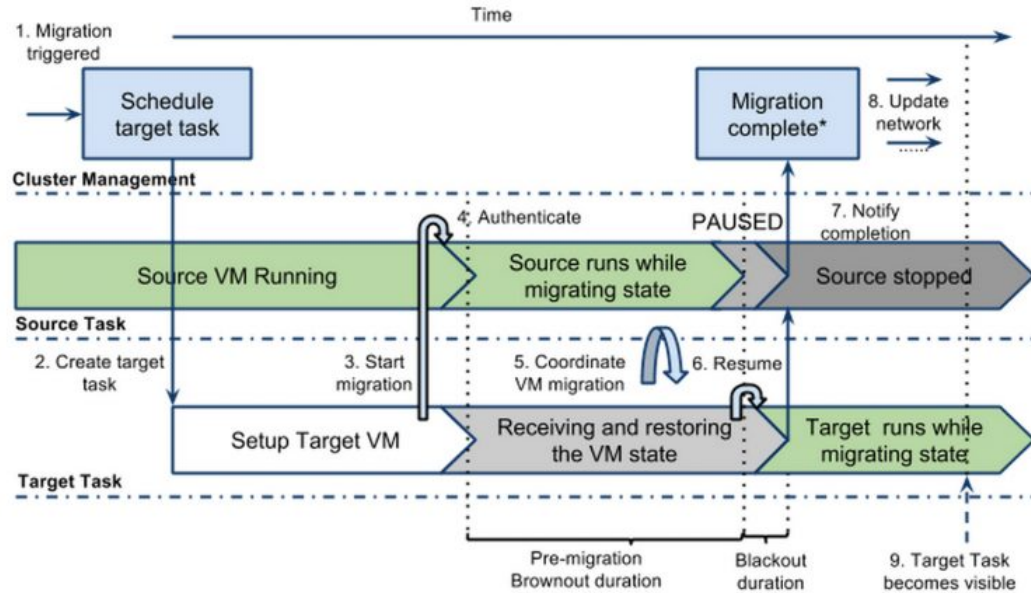 Time
1. Migration
triggered
Schedule
target task
Migration
complete*
8. Update
network
Cluster Management
4. Authenticate
PAUSED
7. Notify
completion
Source VM Running
Source runs while
migrating state
Source stopped
Source Task
2. Create target
task
3. Start
migration
5. Coordinate
VM migration
6. Resume
Setup Target VM
Receiving and restoring
the VM state
Target runs while
migrating state
Target Task
Pre-migration
Brownout duration
Blackout
duration
9. Target Task
becomes visible